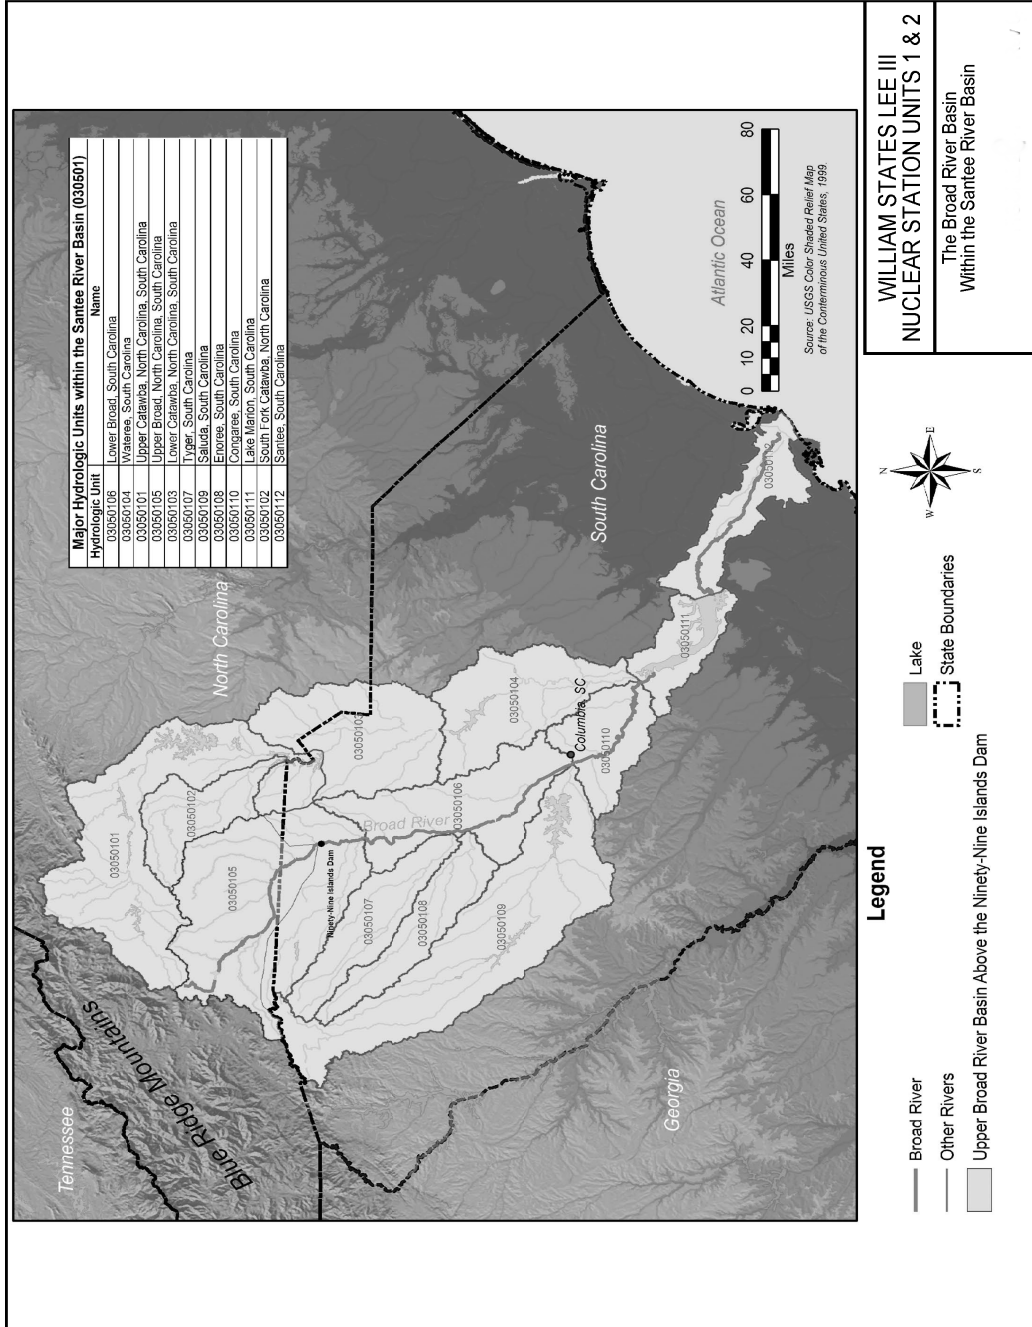 Major Hydrologic Units within the Santee River Basin (030501)
Hydrologic Unit Name
03050106 Lower Broad, South Carolina
03050104 Wateree, South Carolina
03050101 Upper Catawba, North Carolina, South Carolina
03050105 Upper Broad, North Carolina, South Carolina
03050103 Lower Catawba, North Carolina, South Carolina
03050107 Tyger, South Carolina
03050109 Saluda, South Carolina
03050108 Enoree, South Carolina
03050110 Congaree, South Carolina
03050111 Lake Marion, South Carolina
03050102 South Fork Catawba, North Carolina
03050112 Santee, South Carolina
Tennessee
Blue Ridge Mountains
North Carolina
03050101
03050102
03050105
03050103
Ninety-Nine Islands Dam
Broad River
03050107
03050108
03050106
03050109
03050104
Columbia, SC
03050110
03050111
03050112
South Carolina
Georgia
Atlantic Ocean
0 10 20 40 60 80
Miles
Source: USGS Color Shaded Relief Map
of the Conterminous United States, 1999.
Legend
Broad River
Other Rivers
Upper Broad River Basin Above the Ninety-Nine Islands Dam
Lake
State Boundaries
N
W
E
S
WILLIAM STATES LEE III
NUCLEAR STATION UNITS 1 & 2
The Broad River Basin
Within the Santee River Basin